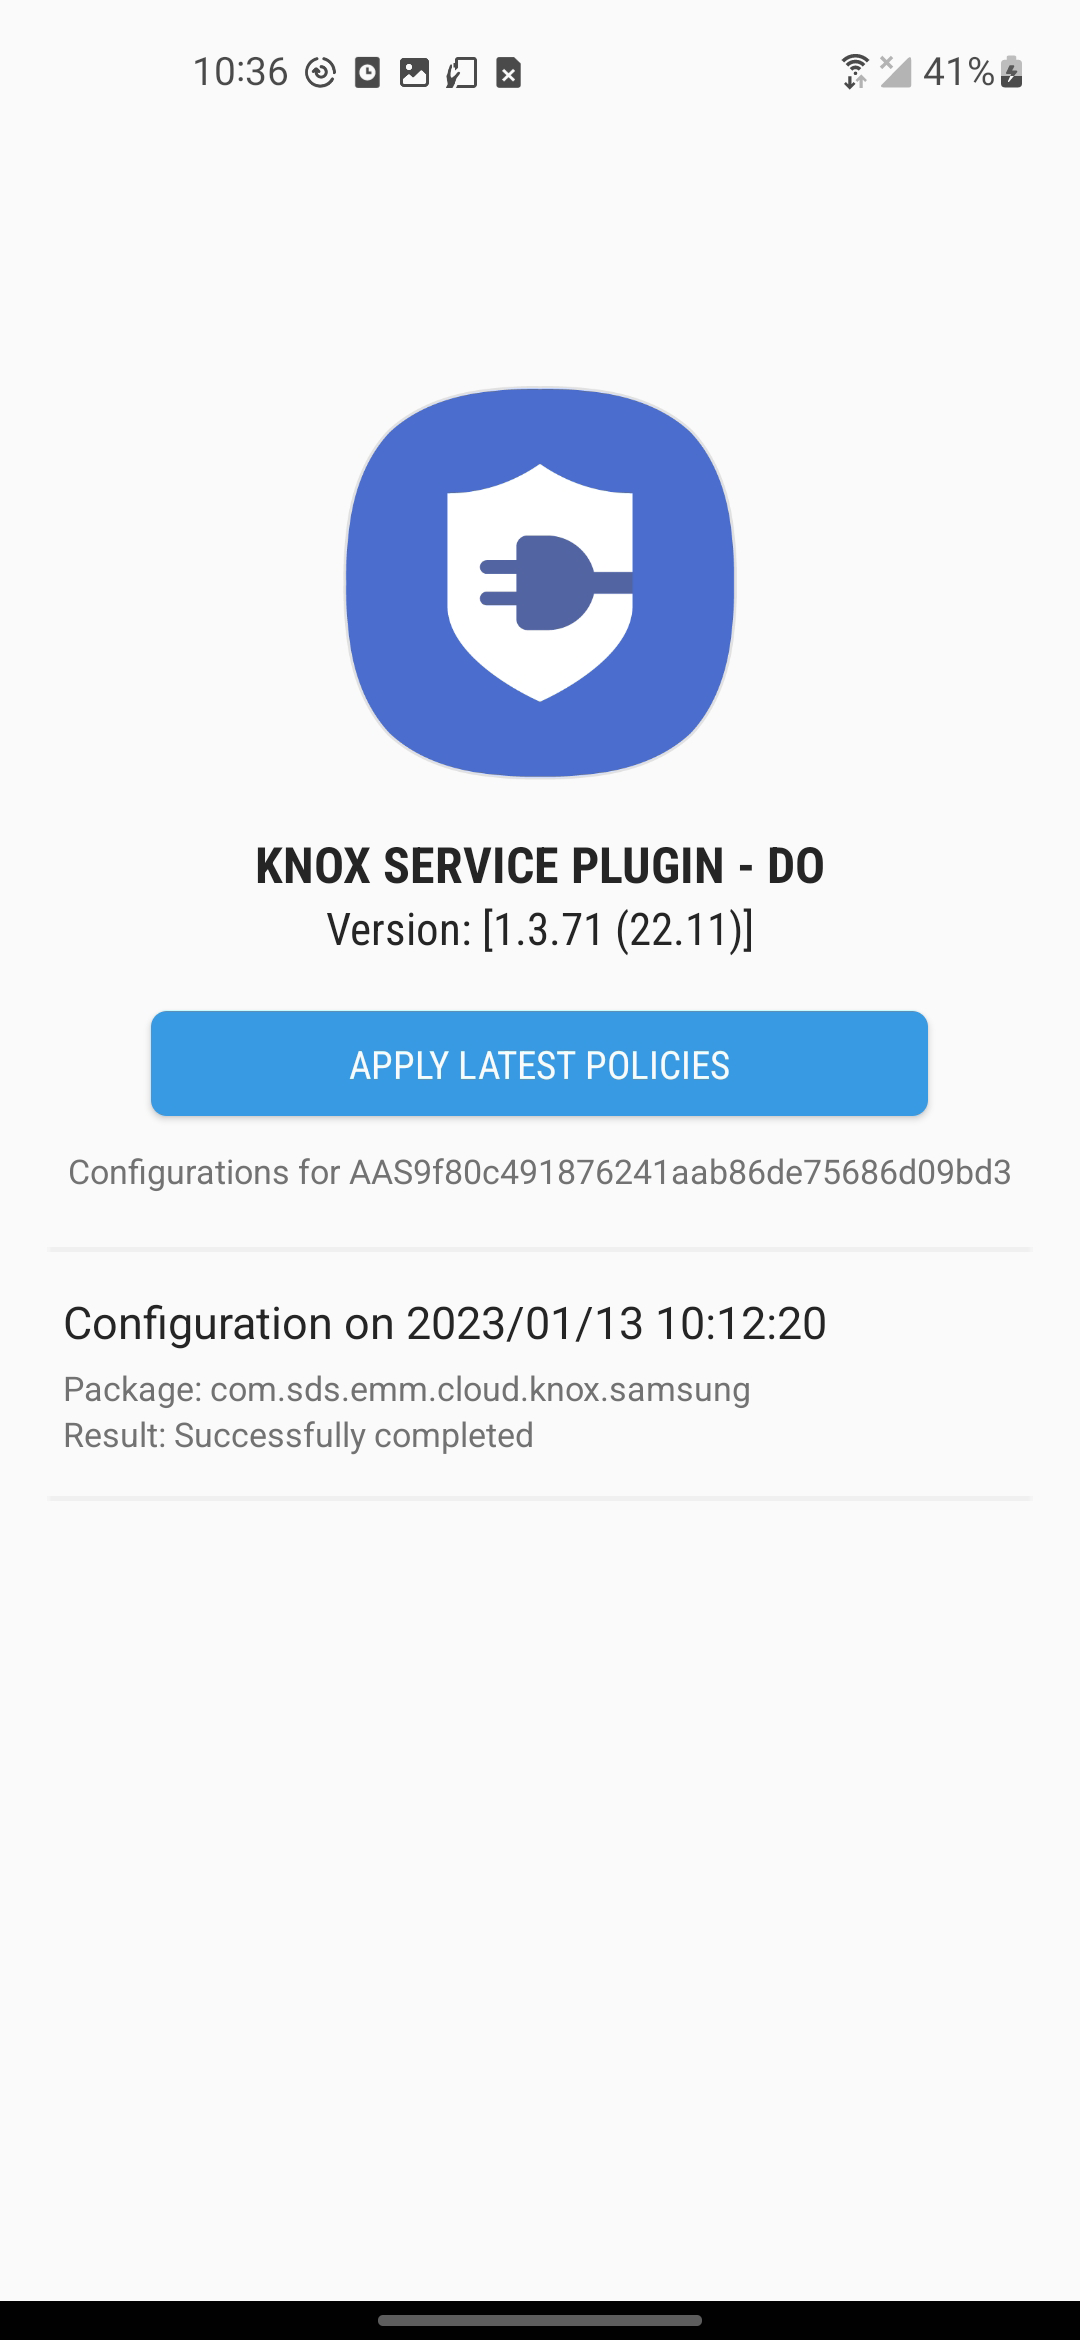 10:36
41%
KNOX SERVICE PLUGIN - DO
Version: [1.3.71 (22.11)]
APPLY LATEST POLICIES
Configurations for AAS9f80c491876241aab86de75686d09bd3
Configuration on 2023/01/13 10:12:20
Package: com.sds.emm.cloud.knox.samsung
Result: Successfully completed